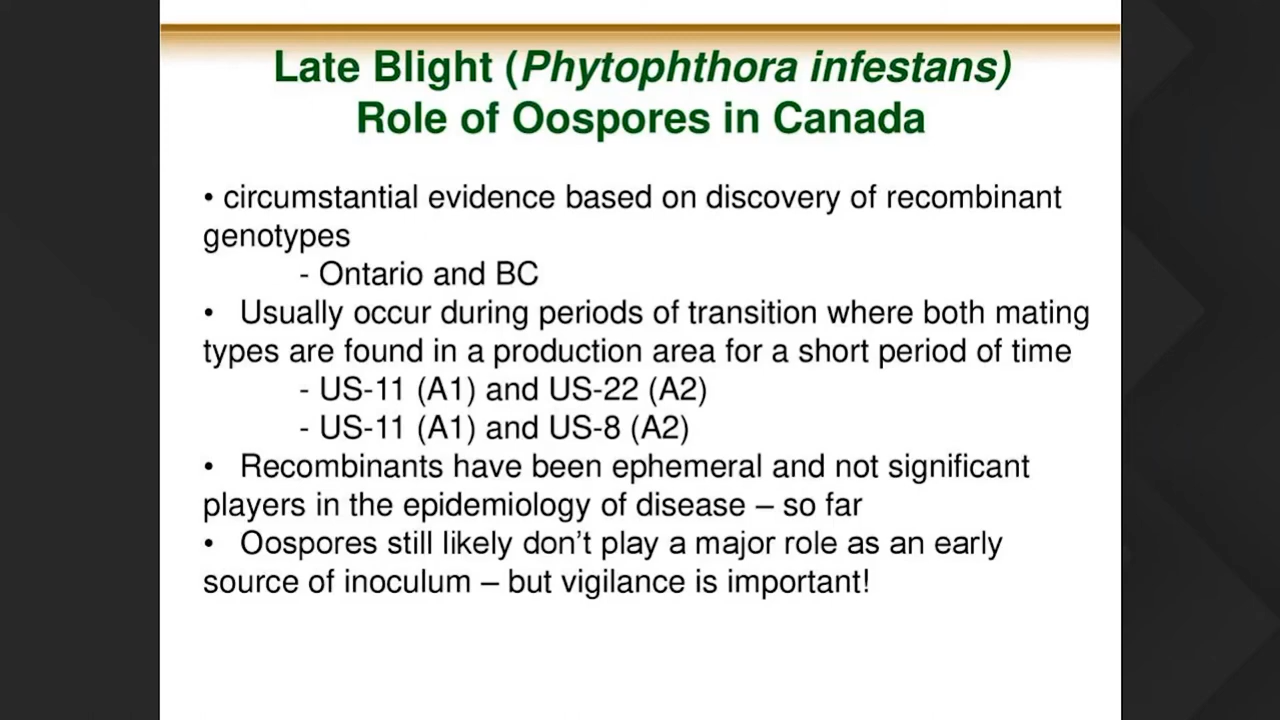 Late Blight (Phytophthora infestans)
Role of Oospores in Canada
• circumstantial evidence based on discovery of recombinant
genotypes
- Ontario and BC
• Usually occur during periods of transition where both mating
types are found in a production area for a short period of time
- US-11 (A1) and US-22 (A2)
- US-11 (A1) and US-8 (A2)
• Recombinants have been ephemeral and not significant
players in the epidemiology of disease – so far
• Oospores still likely don’t play a major role as an early
source of inoculum – but vigilance is important!